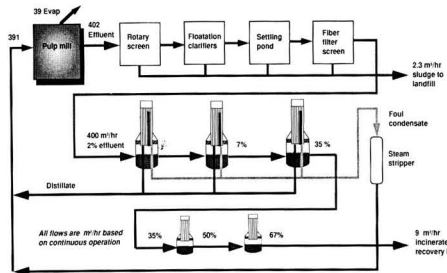 39 Evap
402
Effluent
391
Pulp mill
Rotary
screen
Floatation
clarifiers
Settling
pond
Fiber
filter
screen
2.3 m³/hr
sludge to
landfill
400 m³/hr
2% effluent
7%
35 %
Foul
condensate
Steam
stripper
Distillate
All flows are m³/hr based
on continuous operation
35%
50%
67%
9 m³/hr
incinerate
recovery